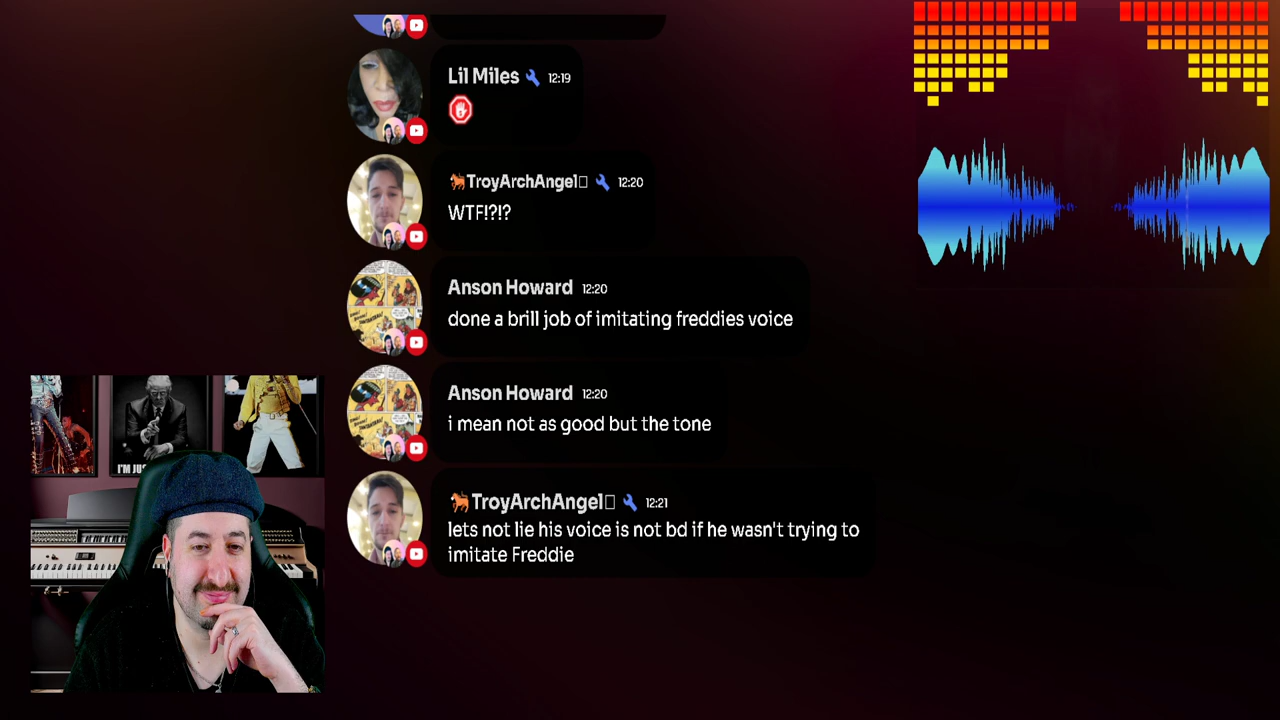 Lil Miles 12:19
TroyArchAngel 12:20
WTF!?!?
Anson Howard 12:20
done a brill job of imitating freddies voice
Anson Howard 12:20
i mean not as good but the tone
TroyArchAngel 12:21
lets not lie his voice is not bd if he wasn't trying to
imitate Freddie
I'M JUS